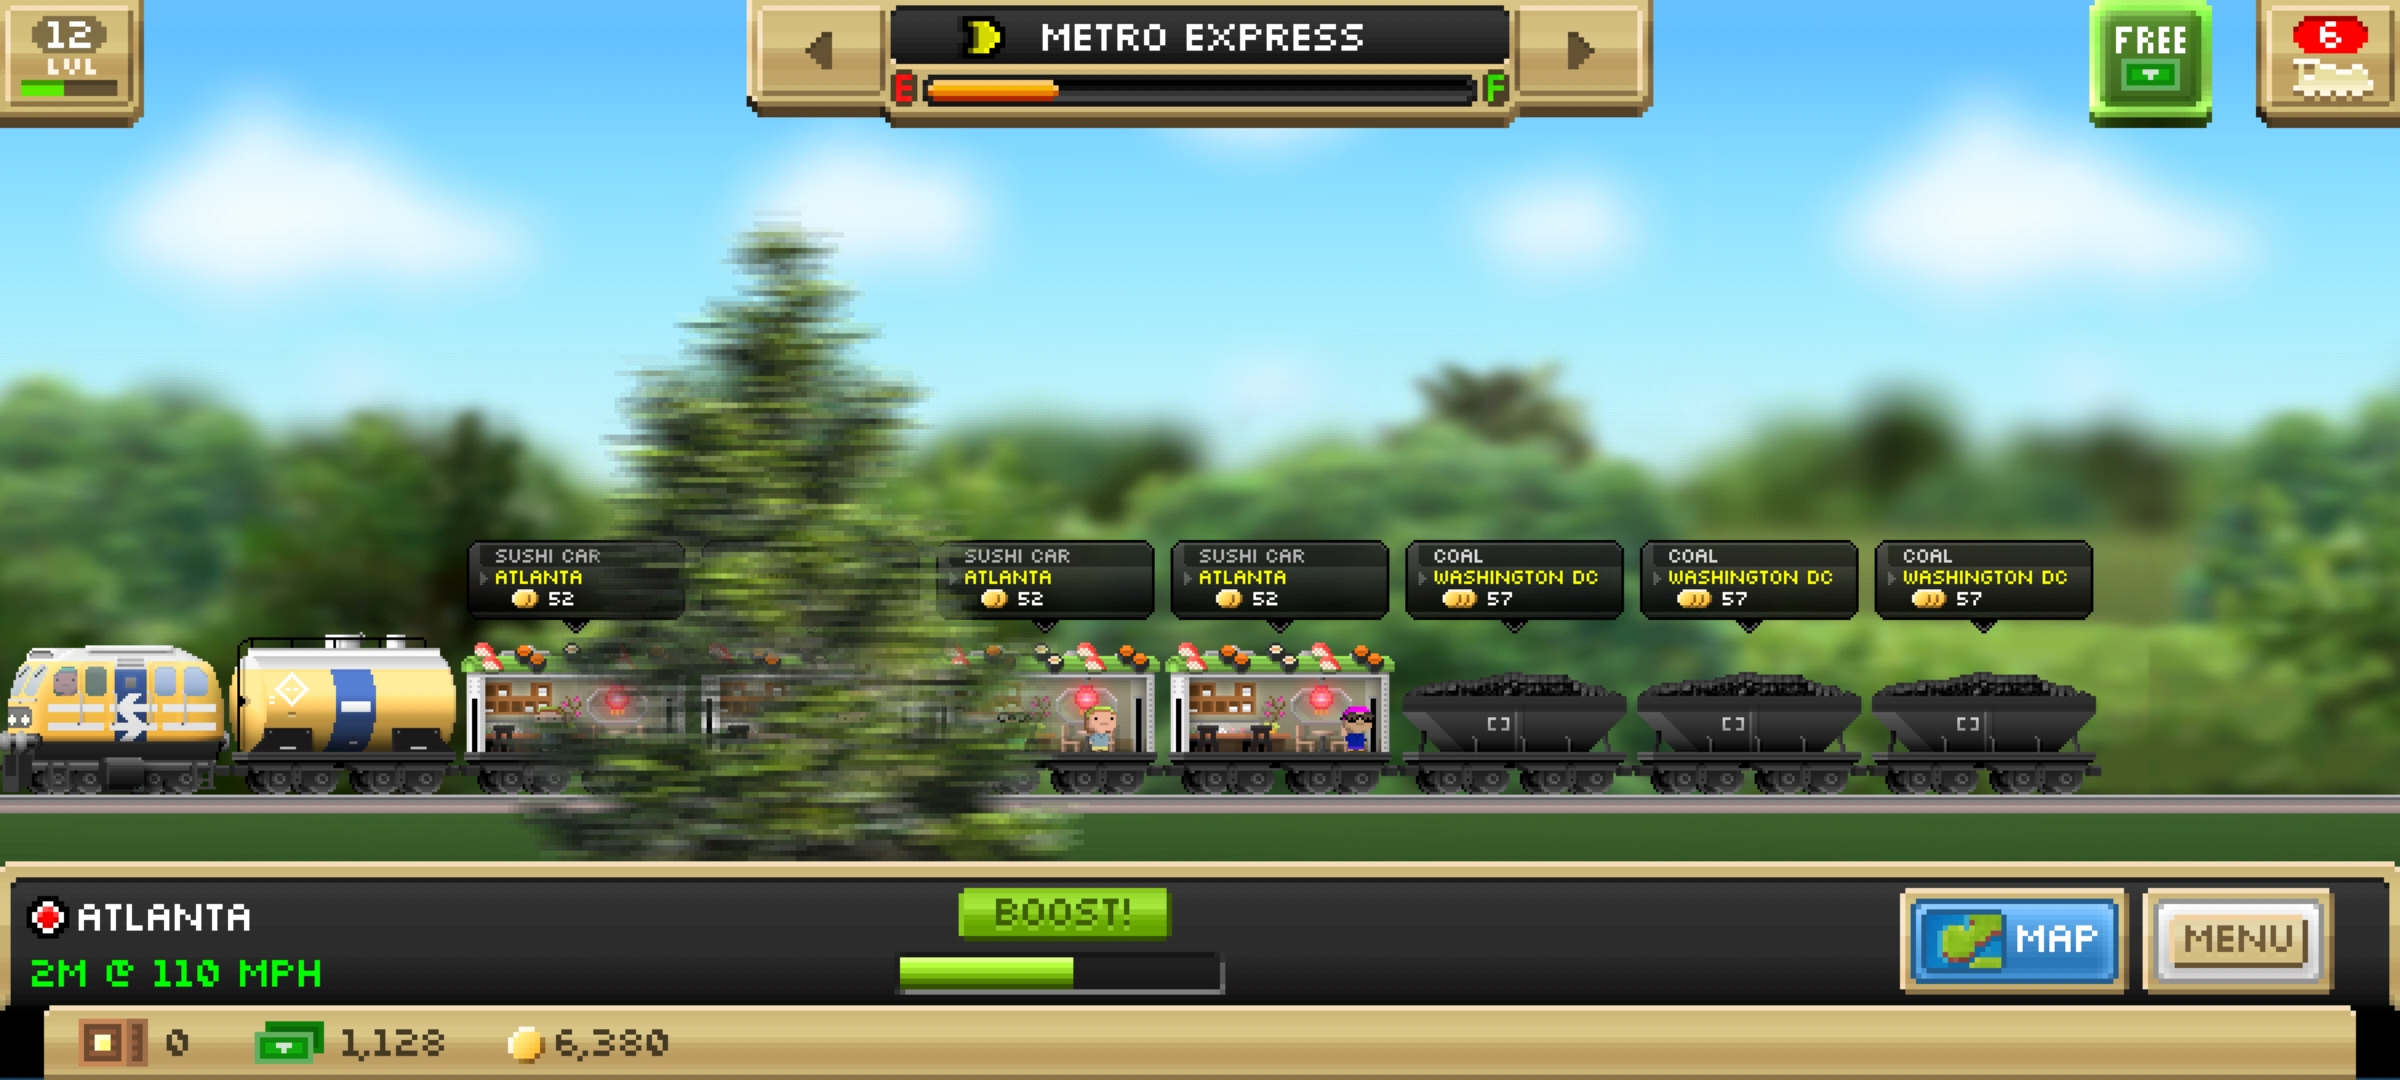 12
LVL
METRO EXPRESS
E
F
FREE
6
SUSHI CAR
ATLANTA
52
SUSHI CAR
ATLANTA
52
SUSHI CAR
ATLANTA
52
COAL
WASHINGTON DC
57
COAL
WASHINGTON DC
57
COAL
WASHINGTON DC
57
ATLANTA
2M @ 110 MPH
BOOST!
MAP
MENU
0
1,128
6,380